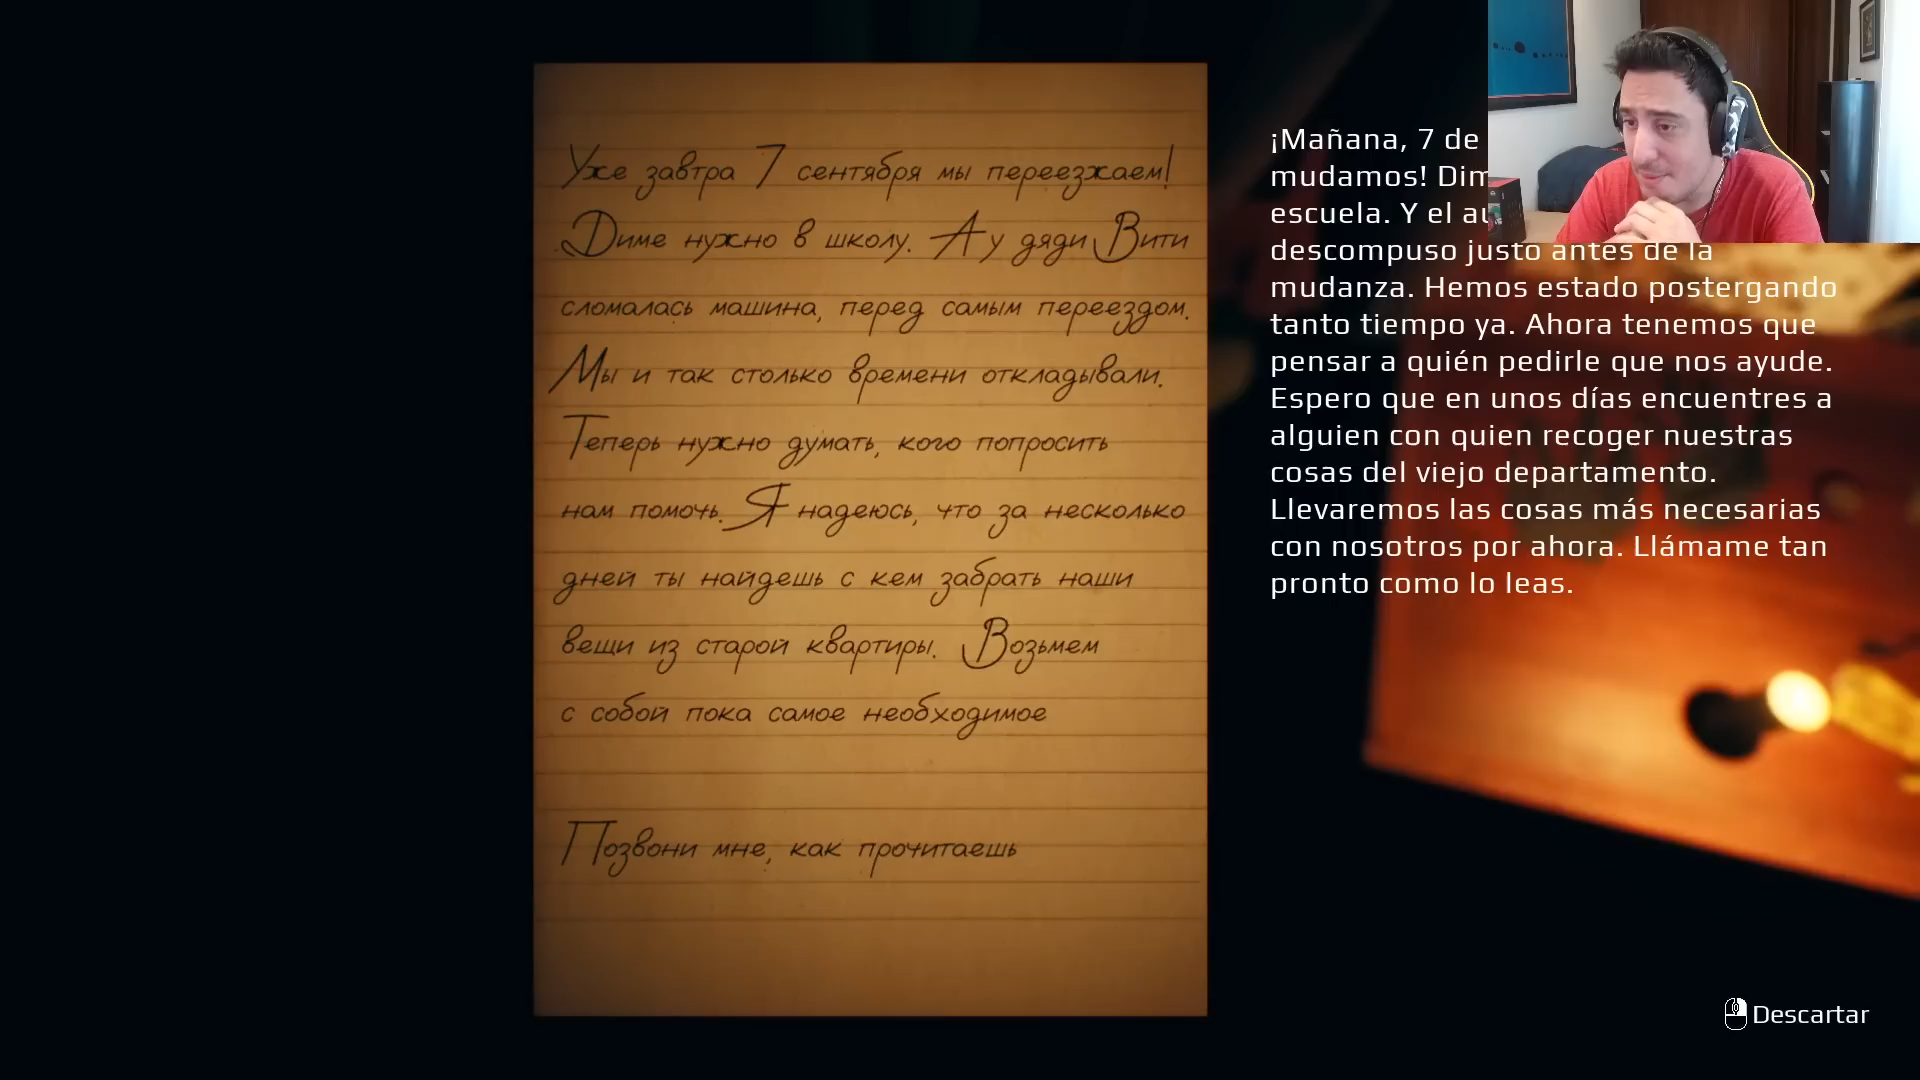 Уже завтра 7 сентября мы переезжаем!
Диме нужно в школу. А у дяди Вити
сломалась машина, перед самым переездом.
Мы и так столько времени откладывали.
Теперь нужно думать, кого попросить
нам помочь. Я надеюсь, что за несколько
дней ты найдешь с кем забрать наши
вещи из старой квартиры. Возьмем
с собой пока самое необходимое
Позвони мне, как прочитаешь
¡Mañana, 7 de
mudamos!
escuela. Y el
descompuso justo antes de la
mudanza. Hemos estado postergando
tanto tiempo ya. Ahora tenemos que
pensar a quién pedirle que nos ayude.
Espero que en unos días encuentres a
alguien con quien recoger nuestras
cosas del viejo departamento.
Llevaremos las cosas más necesarias
con nosotros por ahora. Llámame tan
pronto como lo leas.
Descartar